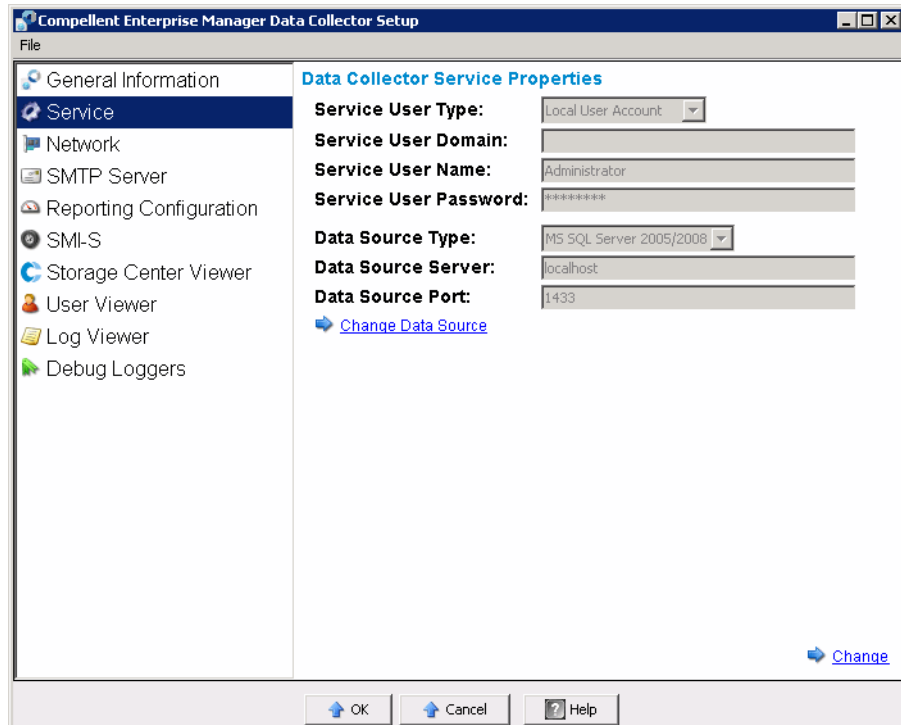 Compellent Enterprise Manager Data Collector Setup
File
General Information
Service
Network
SMTP Server
Reporting Configuration
SMI-S
Storage Center Viewer
User Viewer
Log Viewer
Debug Loggers
Data Collector Service Properties
Service User Type: Local User Account
Service User Domain:
Service User Name: Administrator
Service User Password: ********
Data Source Type: MS SQL Server 2005/2008
Data Source Server: localhost
Data Source Port: 1433
Change Data Source
Change
OK Cancel ? Help